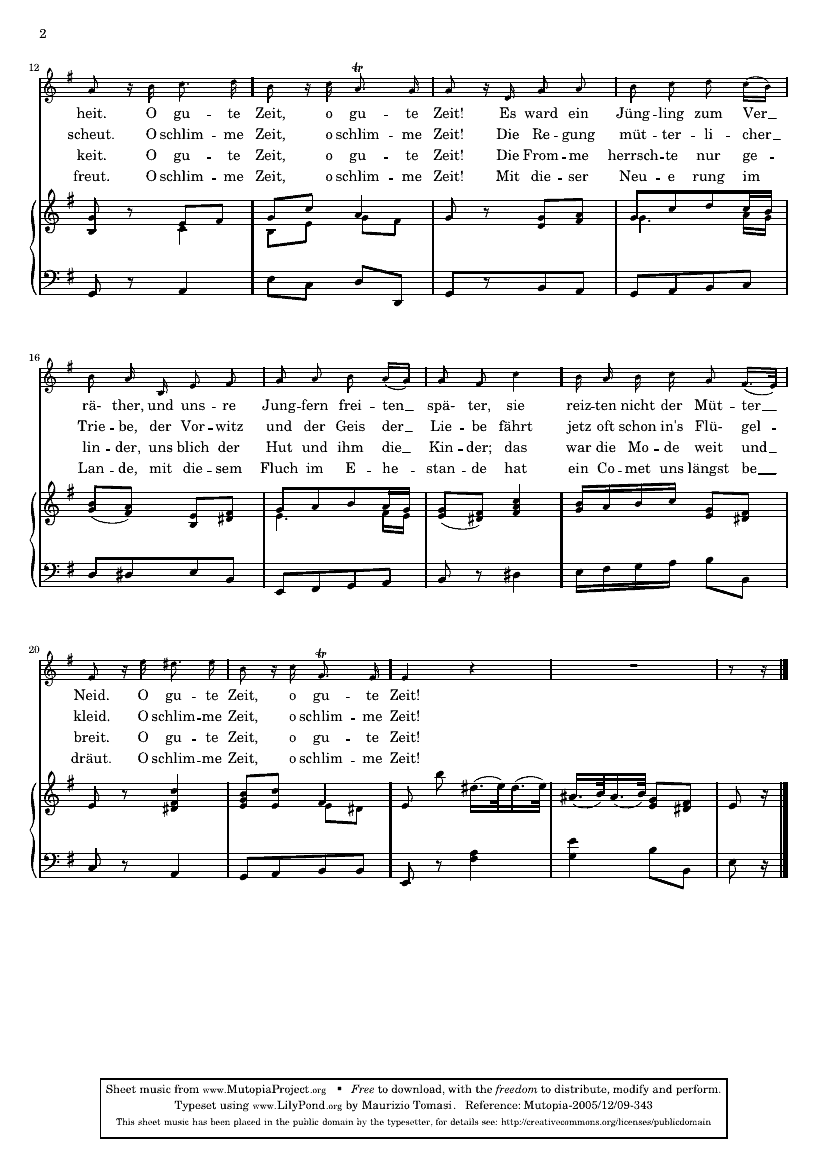 2
12
heit. O gu - te Zeit, o gu - te Zeit! Es ward ein Jüng - ling zum Ver_
scheut. O schlim - me Zeit, o schlim - me Zeit! Die Re - gung müt - ter - li - cher
keit. O gu - te Zeit, o gu - te Zeit! Die From - me herrsch - te nur ge -
freut. O schlim - me Zeit, o schlim - me Zeit! Mit die - ser Neu - e rung im
16
rä- ther, und uns - re Jung - fern frei - ten_ spä- ter, sie reiz - ten nicht der Müt - ter_
Trie - be, der Vor - witz und der Geis der_ Lie - be fährt jetz oft schon in's Flü- gel -
lin - der, uns blich der Hut und ihm die_ Kin - der; das war die Mo - de weit und_
Lan - de, mit die - sem Fluch im E - he - stan - de hat ein Co - met uns längst be_
20
Neid. O gu - te Zeit, o gu - te Zeit!
kleid. O schlim - me Zeit, o schlim - me Zeit!
breit. O gu - te Zeit, o gu - te Zeit!
dräut. O schlim - me Zeit, o schlim - me Zeit!
Sheet music from www.MutopiaProject.org ▪ Free to download, with the freedom to distribute, modify and perform.
Typeset using www.LilyPond.org by Maurizio Tomasi. Reference: Mutopia-2005/12/09-343
This sheet music has been placed in the public domain by the typesetter, for details see: http://creativecommons.org/licenses/publicdomain